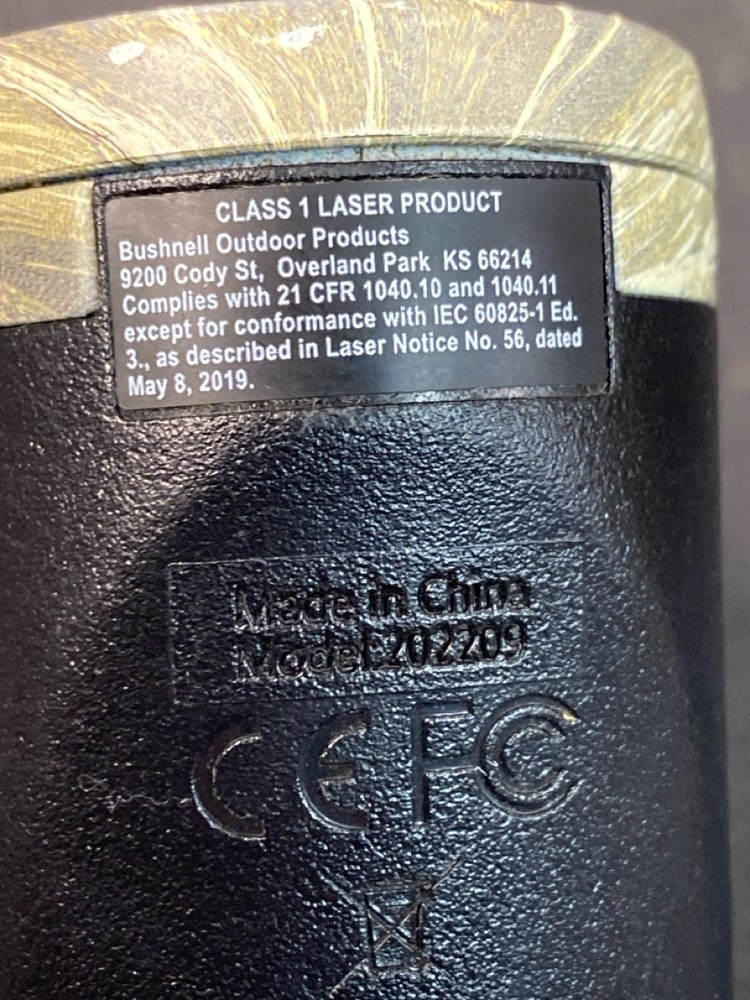 CLASS 1 LASER PRODUCT
Bushnell Outdoor Products
9200 Cody St, Overland Park KS 66214
Complies with 21 CFR 1040.10 and 1040.11
except for conformance with IEC 60825-1 Ed.
3., as described in Laser Notice No. 56, dated
May 8, 2019.
Made in China
Model:202209
CE FC